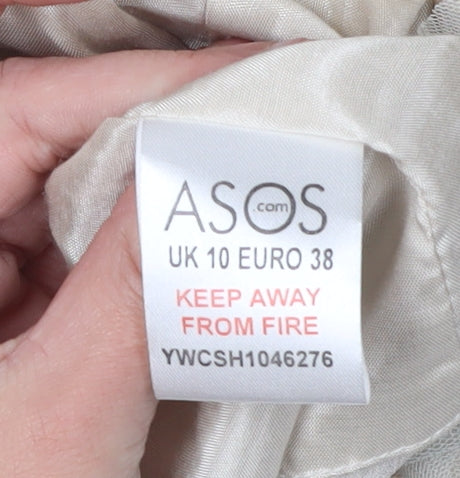 ASOS
.com
UK 10 EURO 38
KEEP AWAY
FROM FIRE
YWCSH1046276